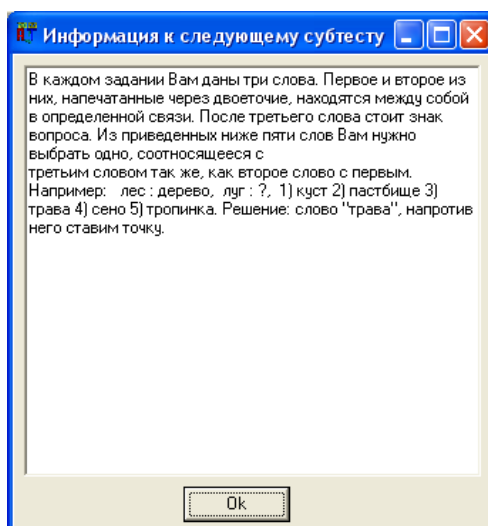 Информация к следующему субтесту
В каждом задании Вам даны три слова. Первое и второе из
них, напечатанные через двоеточие, находятся между собой
в определенной связи. После третьего слова стоит знак
вопроса. Из приведенных ниже пяти слов Вам нужно
выбрать одно, соотносящееся с
третьим словом так же, как второе слово с первым.
Например: лес : дерево, луг : ?, 1) куст 2) пастбище 3)
трава 4) сено 5) тропинка. Решение: слово "трава", напротив
него ставим точку.
Ok